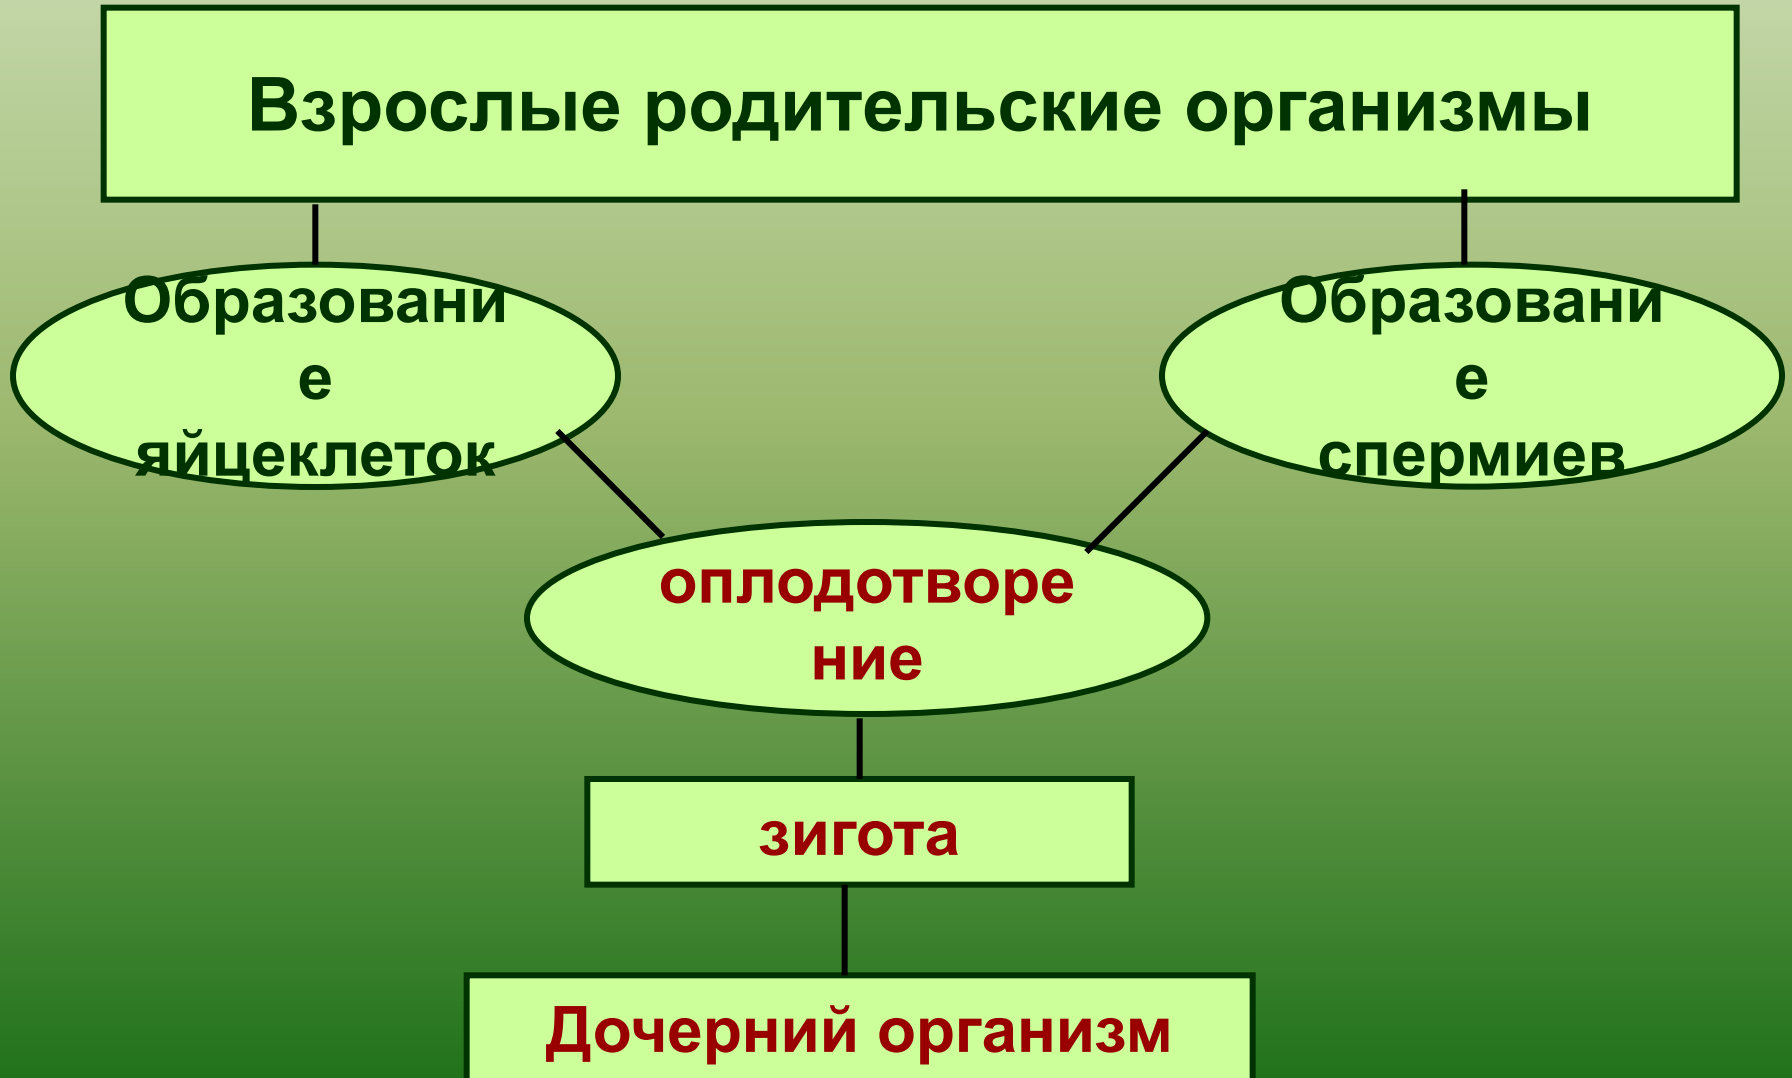 Взрослые родительские организмы
Образовани
е
яйцеклеток
Образовани
е
спермиев
оплодотворе
ние
зигота
Дочерний организм